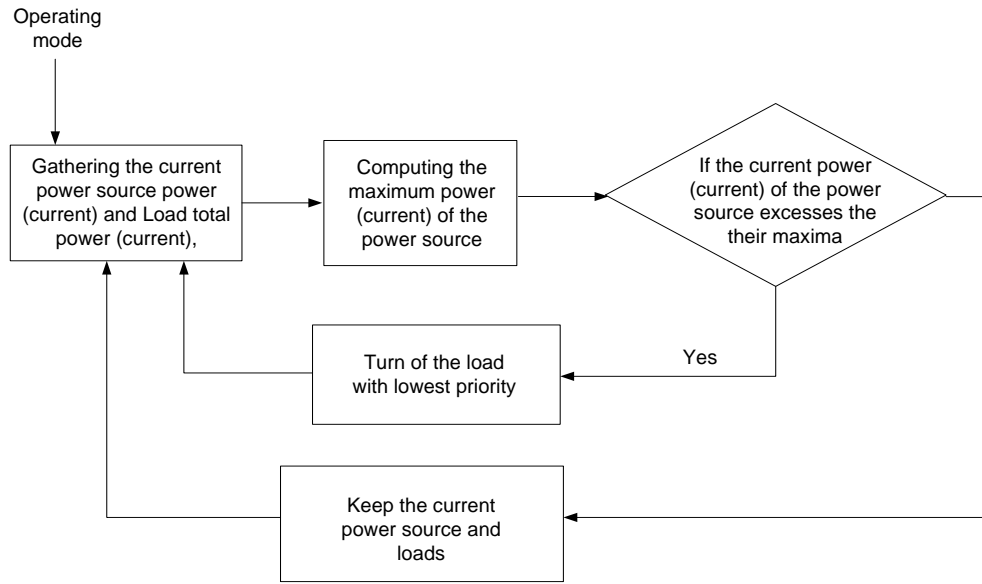 Operating
mode
Gathering the current
power source power
(current) and Load total
power (current),
Computing the
maximum power
(current) of the
power source
If the current power
(current) of the power
source excesses the
their maxima
Turn of the load
with lowest priority
Yes
Keep the current
power source and
loads